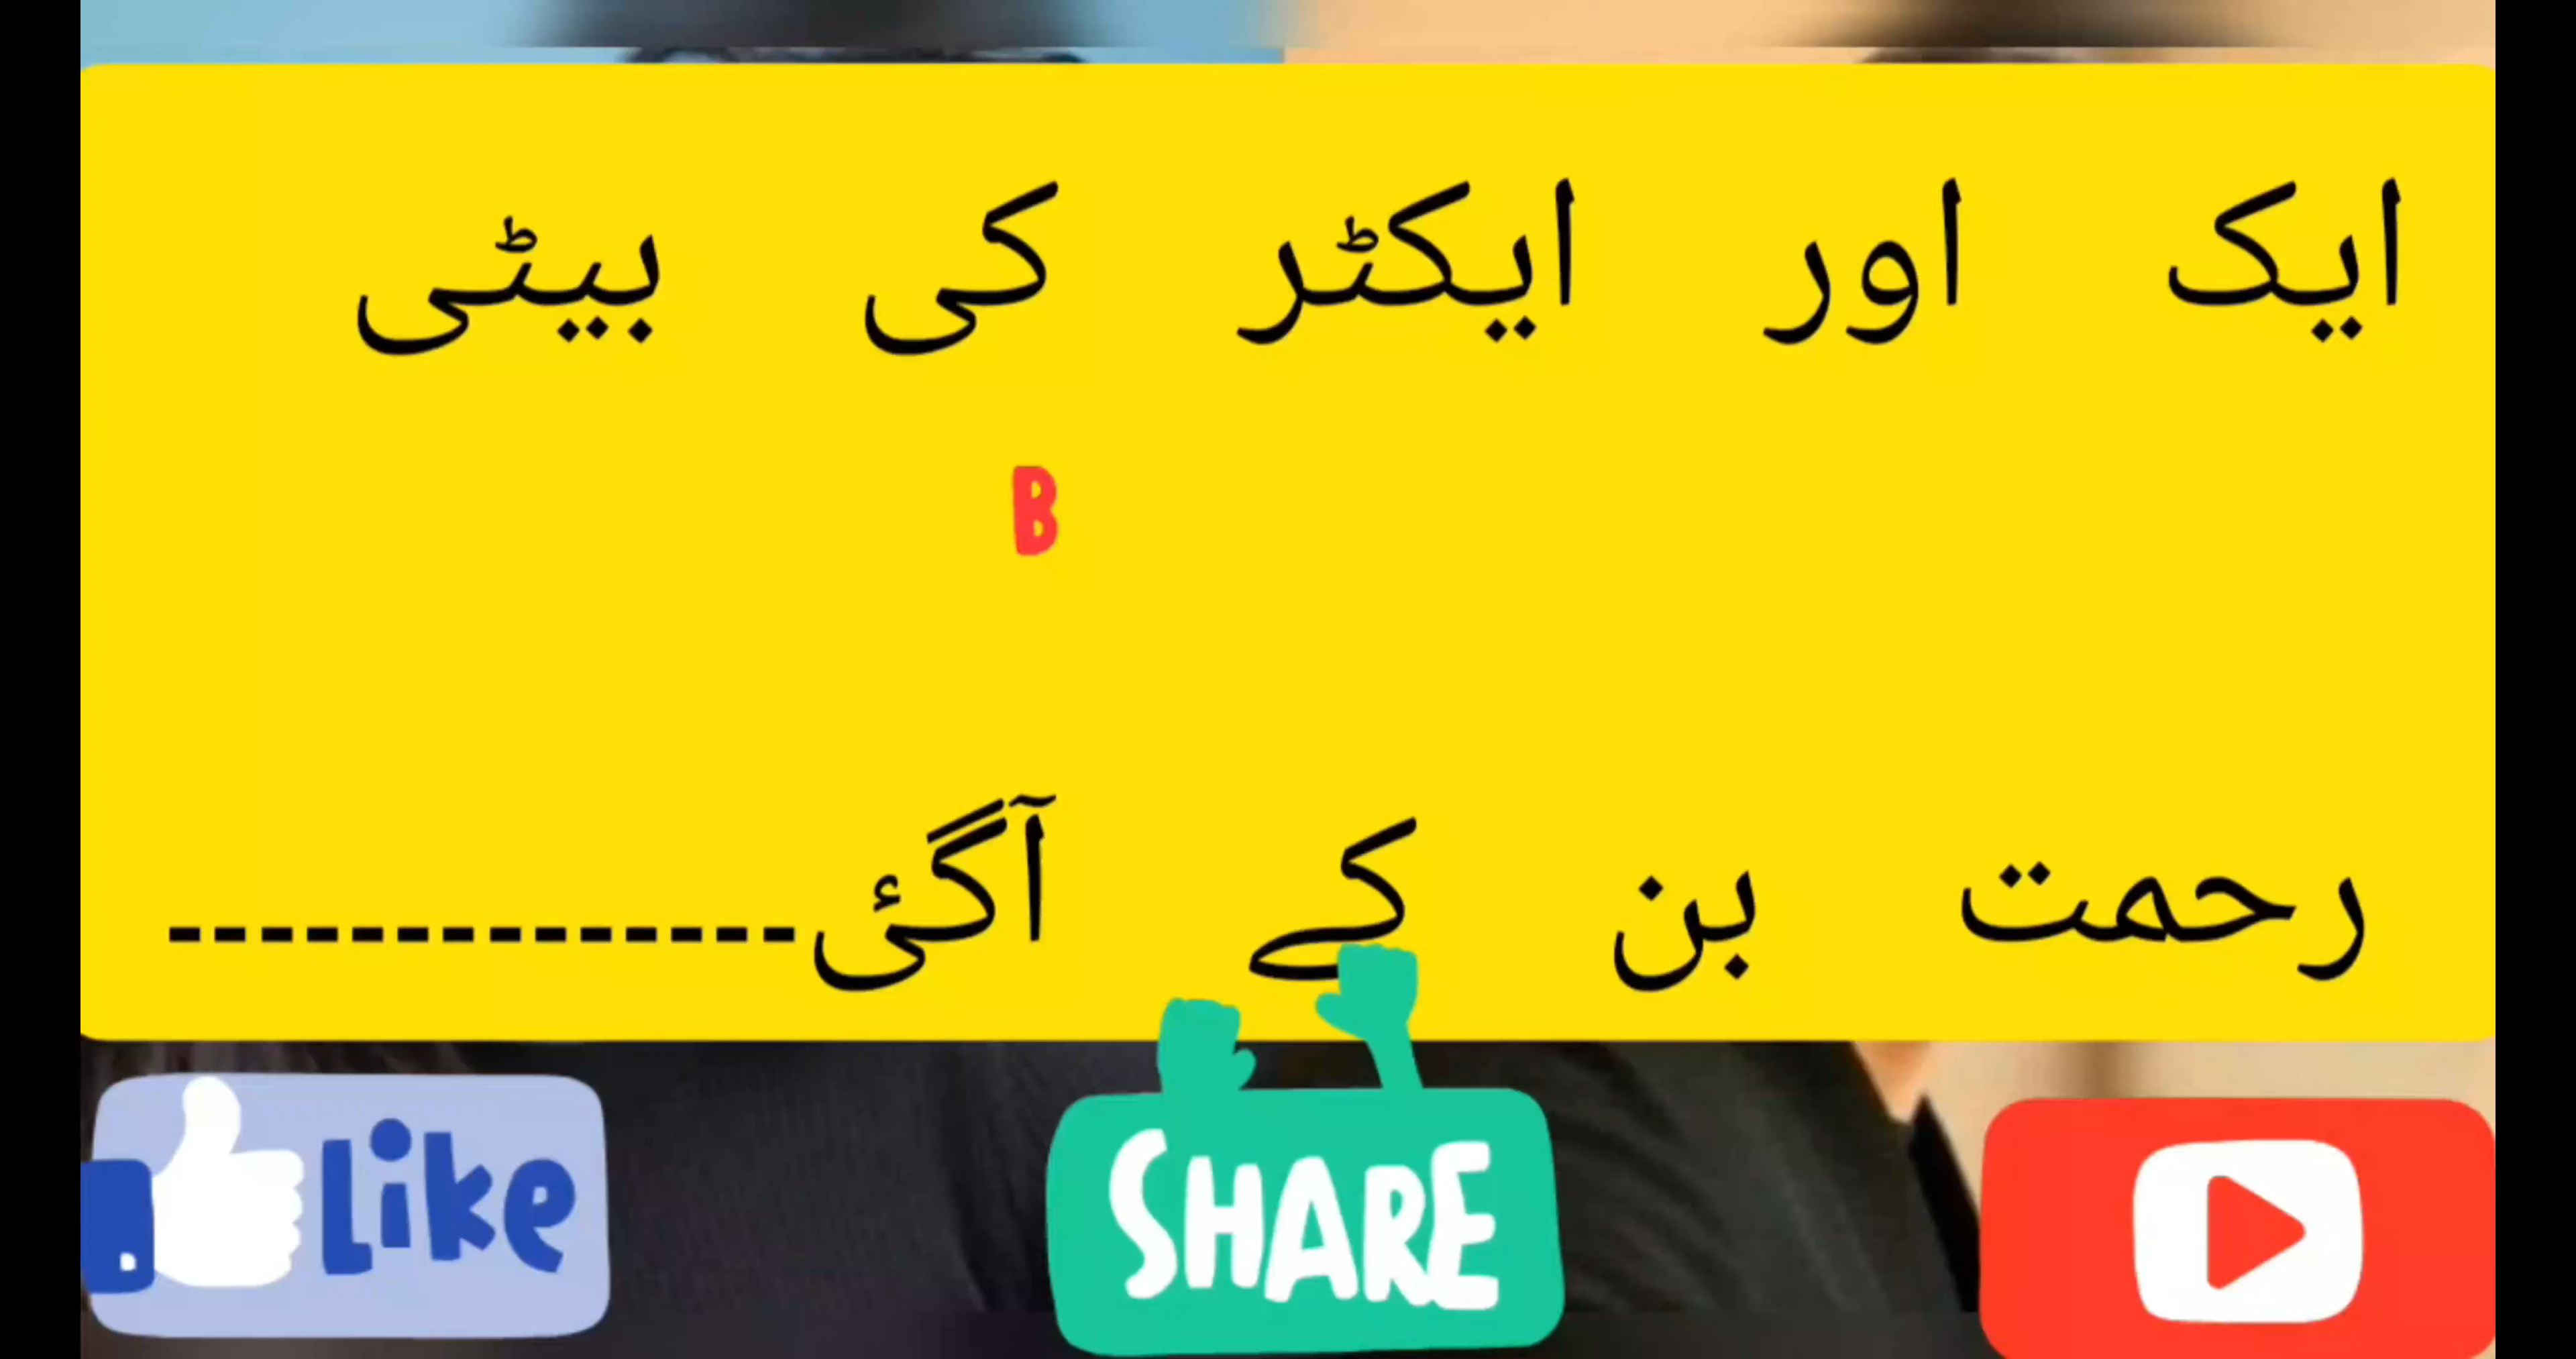 ایک اور ایکٹر کی بیٹی
B
رحمت بن کے آگئ--------------
Like
SHARE